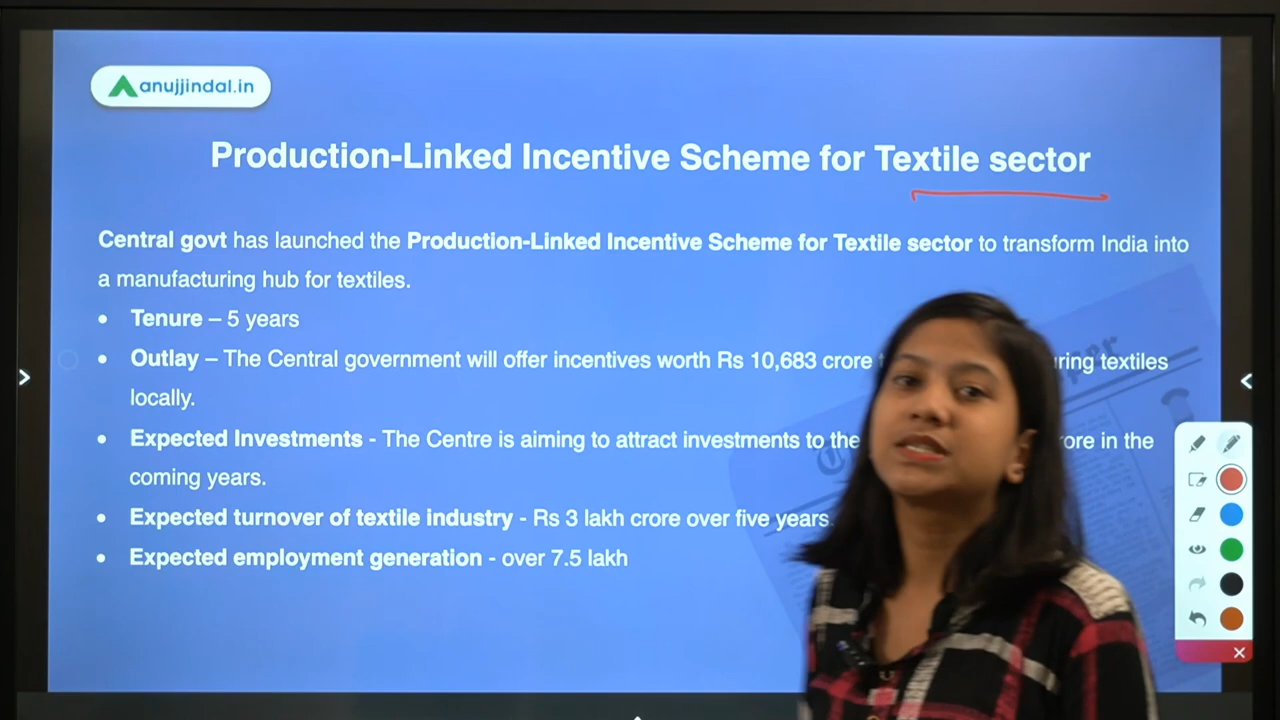 anujjindal.in
Production-Linked Incentive Scheme for Textile sector
Central govt has launched the Production-Linked Incentive Scheme for Textile sector to transform India into
a manufacturing hub for textiles.
• Tenure – 5 years
• Outlay – The Central government will offer incentives worth Rs 10,683 crore textiles
locally.
• Expected Investments - The Centre is aiming to attract investments to the in the
coming years.
• Expected turnover of textile industry - Rs 3 lakh crore over five years.
• Expected employment generation - over 7.5 lakh